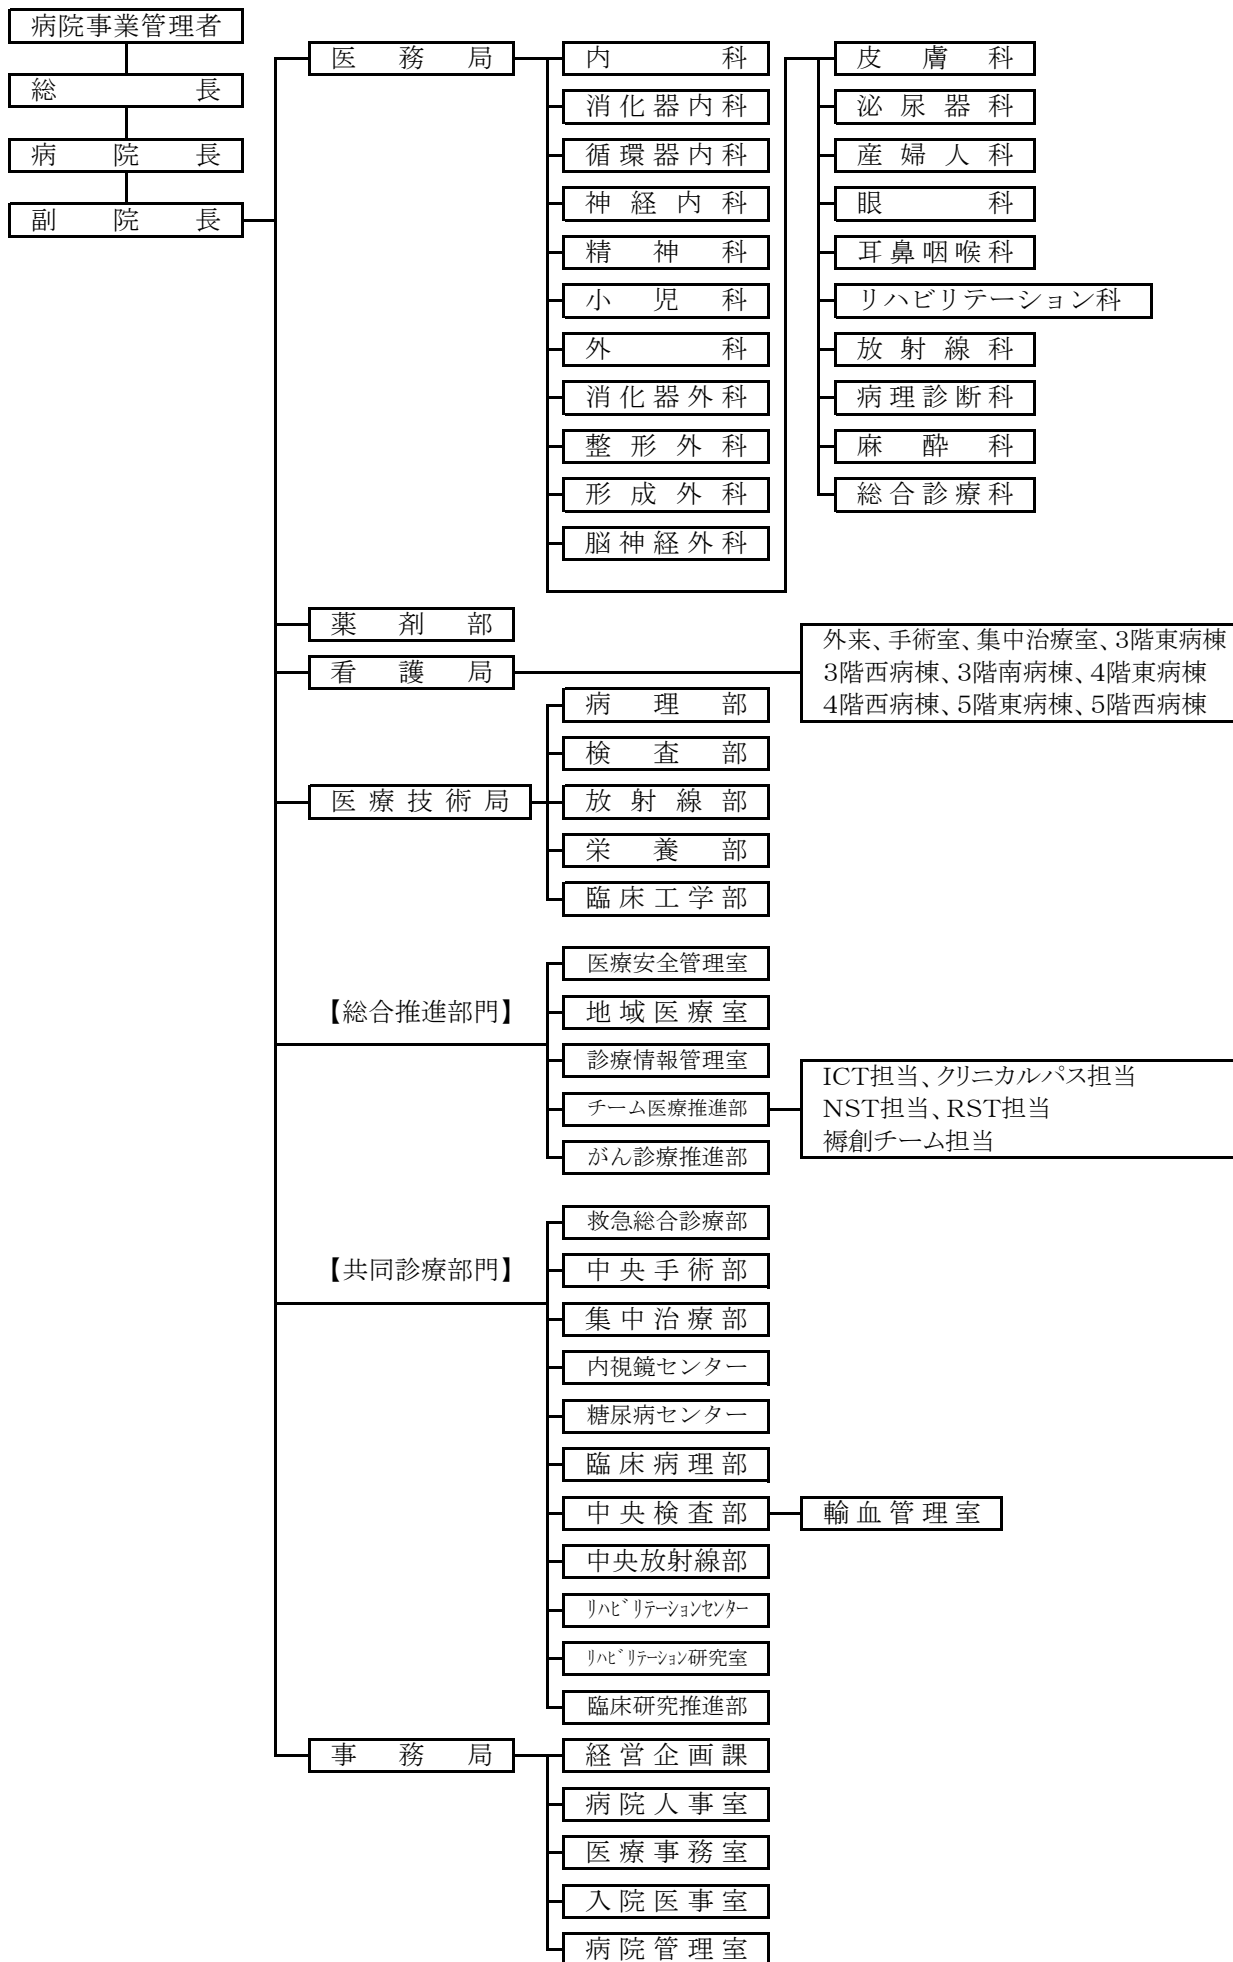 病院事業管理者
総長
病院長
副院長
医務局
内科
消化器内科
循環器内科
神経内科
精神科
小児科
外科
消化器外科
整形外科
形成外科
脳神経外科
皮膚科
泌尿器科
産婦人科
眼科
耳鼻咽喉科
リハビリテーション科
放射線科
病理診断科
麻酔科
総合診療科
薬剤部
看護局
外来、手術室、集中治療室、3階東病棟
3階西病棟、3階南病棟、4階東病棟
4階西病棟、5階東病棟、5階西病棟
医療技術局
病理部
検査部
放射線部
栄養部
臨床工学部
【総合推進部門】
医療安全管理室
地域医療室
診療情報管理室
チーム医療推進部
ICT担当、クリニカルパス担当
NST担当、RST担当
褥創チーム担当
がん診療推進部
【共同診療部門】
救急総合診療部
中央手術部
集中治療部
内視鏡センター
糖尿病センター
臨床病理部
中央検査部
輸血管理室
中央放射線部
ﾘﾊﾋﾞﾘﾃｰｼｮﾝｾﾝﾀｰ
ﾘﾊﾋﾞﾘﾃｰｼｮﾝ研究室
臨床研究推進部
事務局
経営企画課
病院人事室
医療事務室
入院医事室
病院管理室